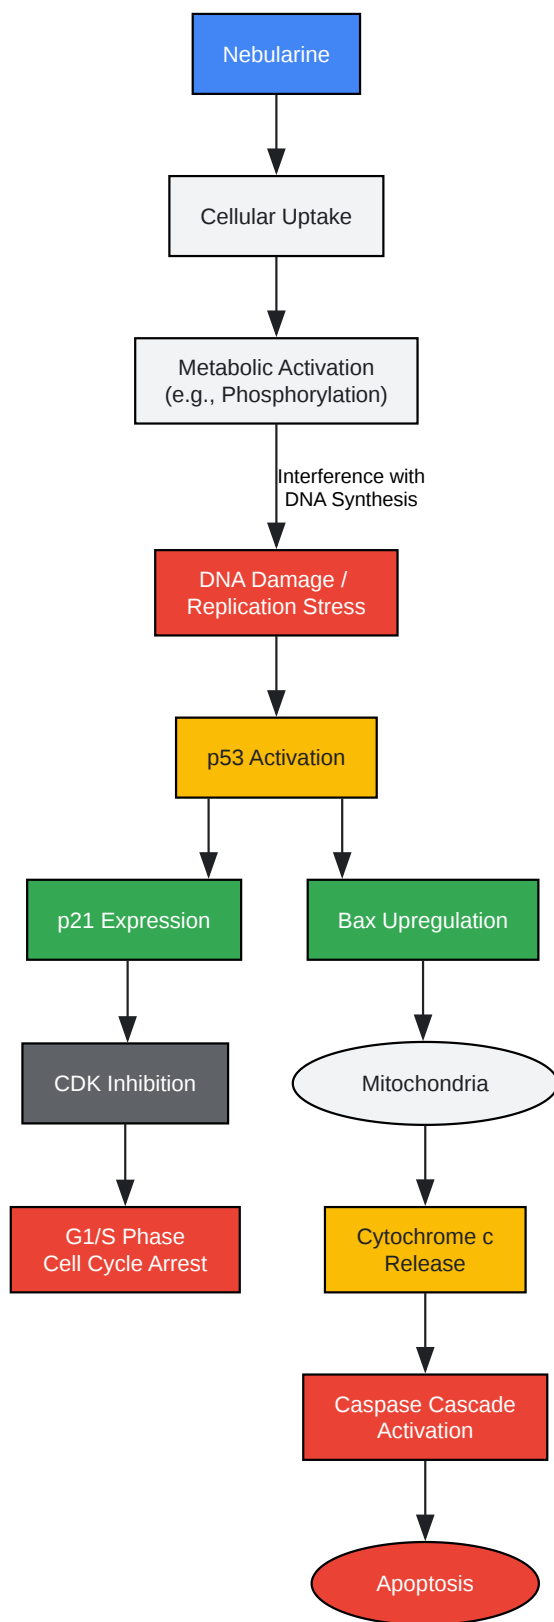 Nebularine
Cellular Uptake
Metabolic Activation
(e.g., Phosphorylation)
Interference with
DNA Synthesis
DNA Damage /
Replication Stress
p53 Activation
p21 Expression
Bax Upregulation
CDK Inhibition
Mitochondria
G1/S Phase
Cell Cycle Arrest
Cytochrome c
Release
Caspase Cascade
Activation
Apoptosis